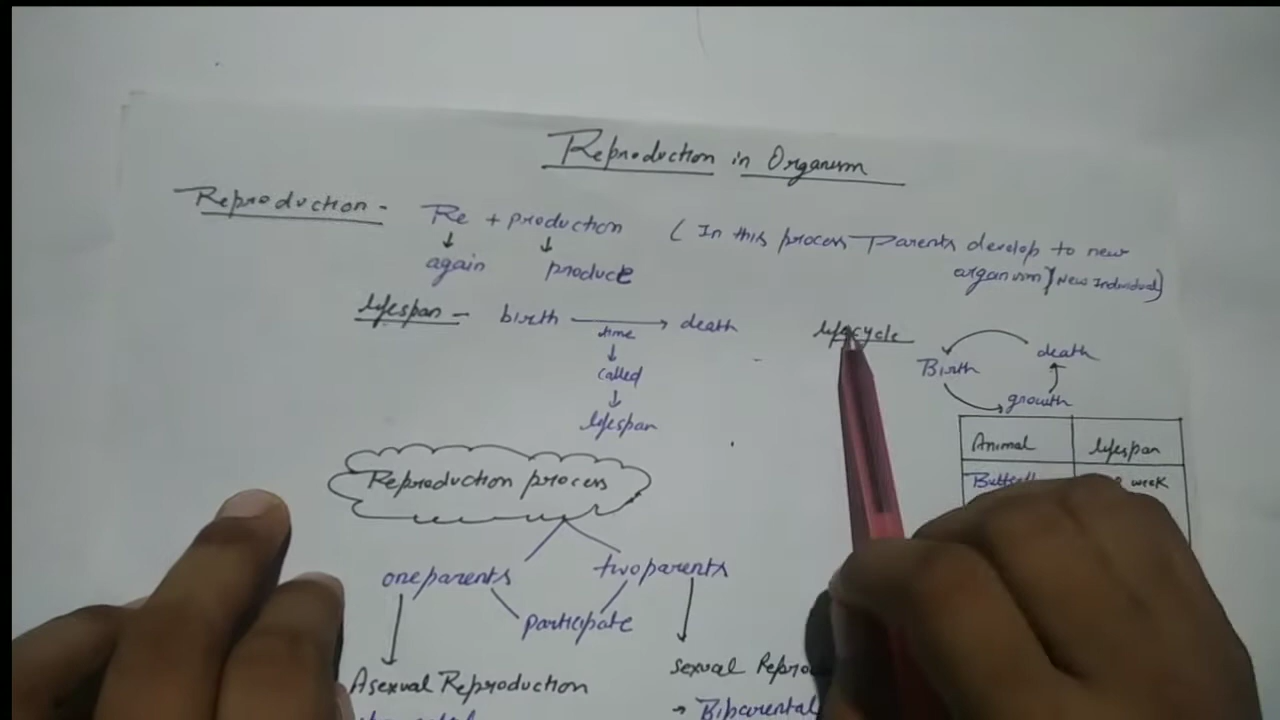 Reproduction in Organism
Reproduction - Re + production ( In this process Parents develop to new
again produce organism) (New Individual)
lifespan - birth → death
time
called
lifespan
lifecycle
Birth death
growth
Animal lifespan
week
Reproduction process
one parents two parents
participate
Asexual Reproduction sexual
→ Biparental